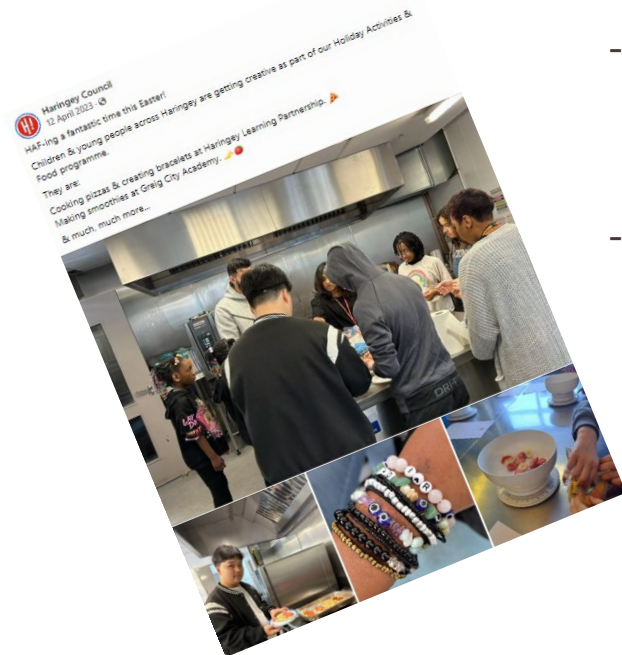 Haringey Council
12 April 2023
HAF-ing a fantastic time this Easter!
Children & young people across Haringey are getting creative as part of our Holiday Activities &
Food programme.
They are:
Cooking pizzas & creating bracelets at Haringey Learning Partnership. 🍕
Making smoothies at Greig City Academy. 🍌🍎
& much, much more...